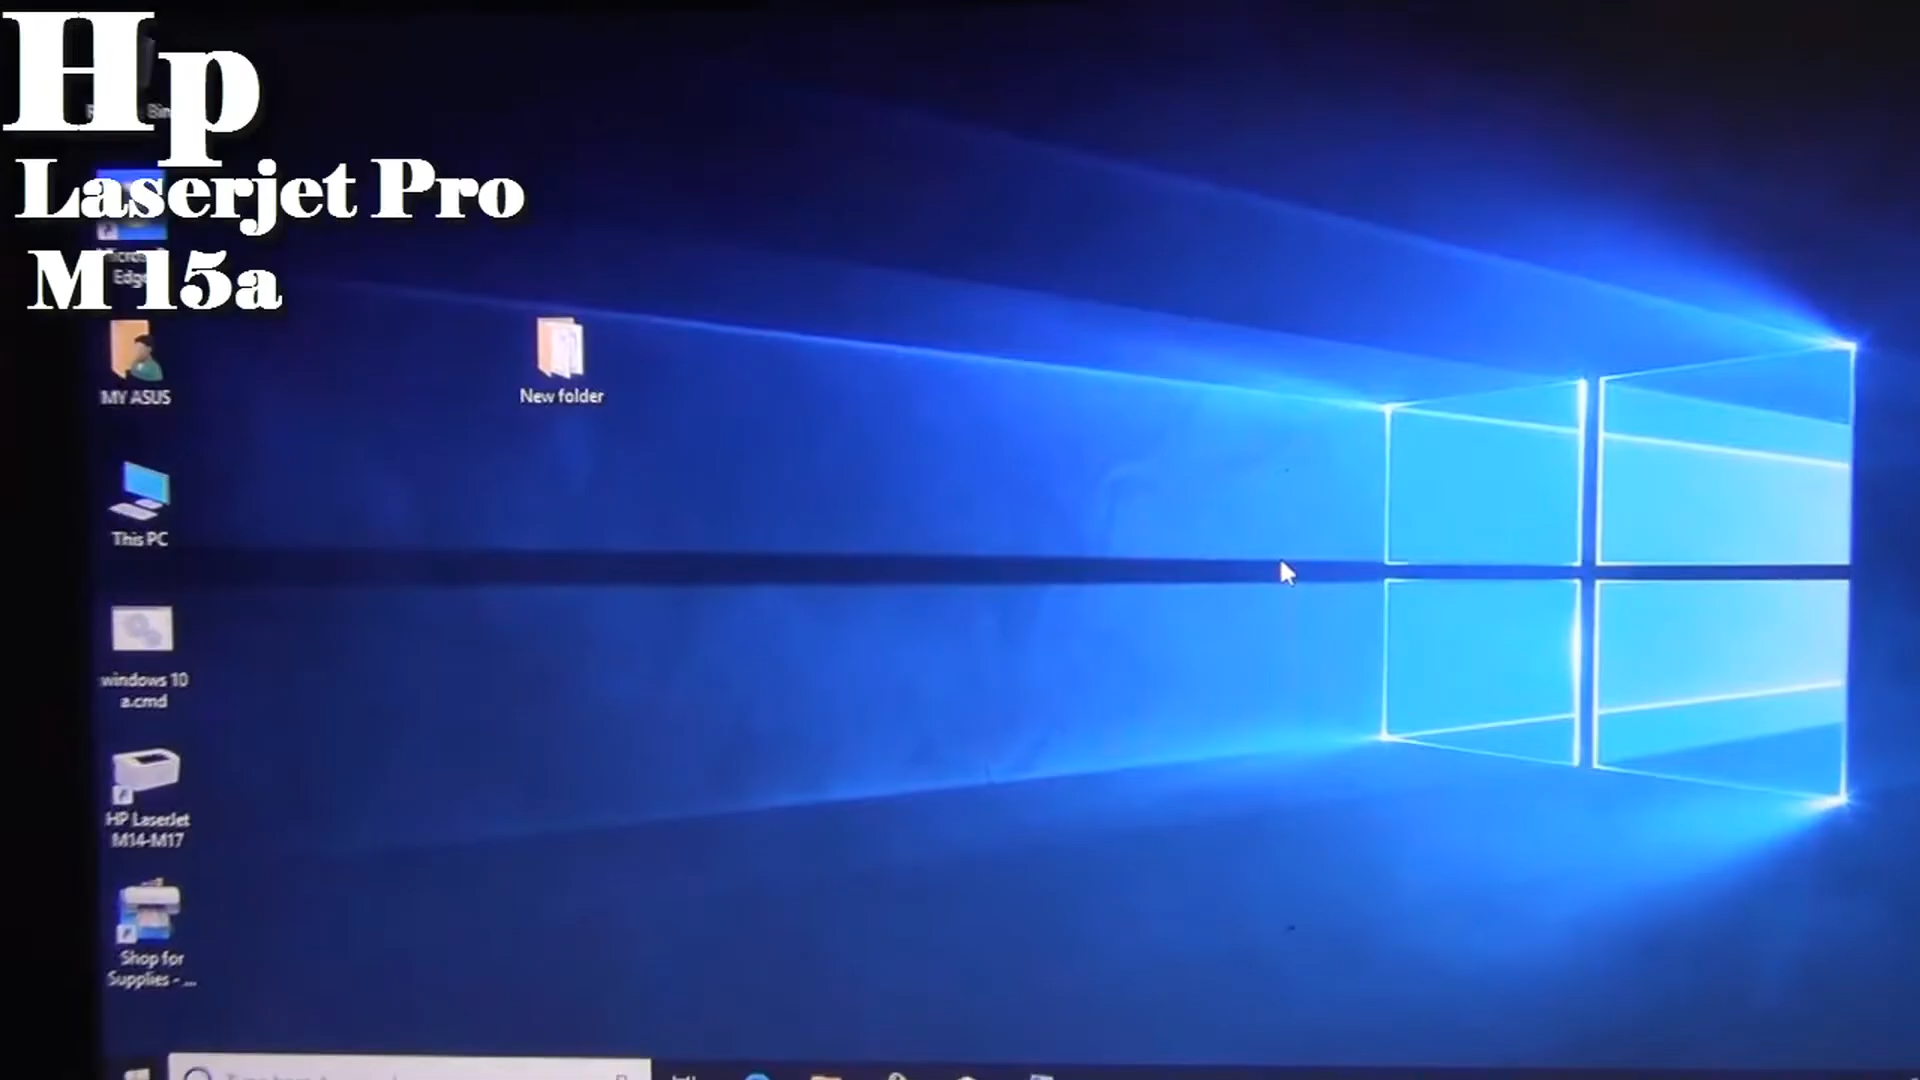 Hp
Laserjet Pro
M 15a
Edge
MY ASUS
New folder
This PC
windows 10
a.cmd
HP LaserJet
M14-M17
Shop for
Supplies - ...